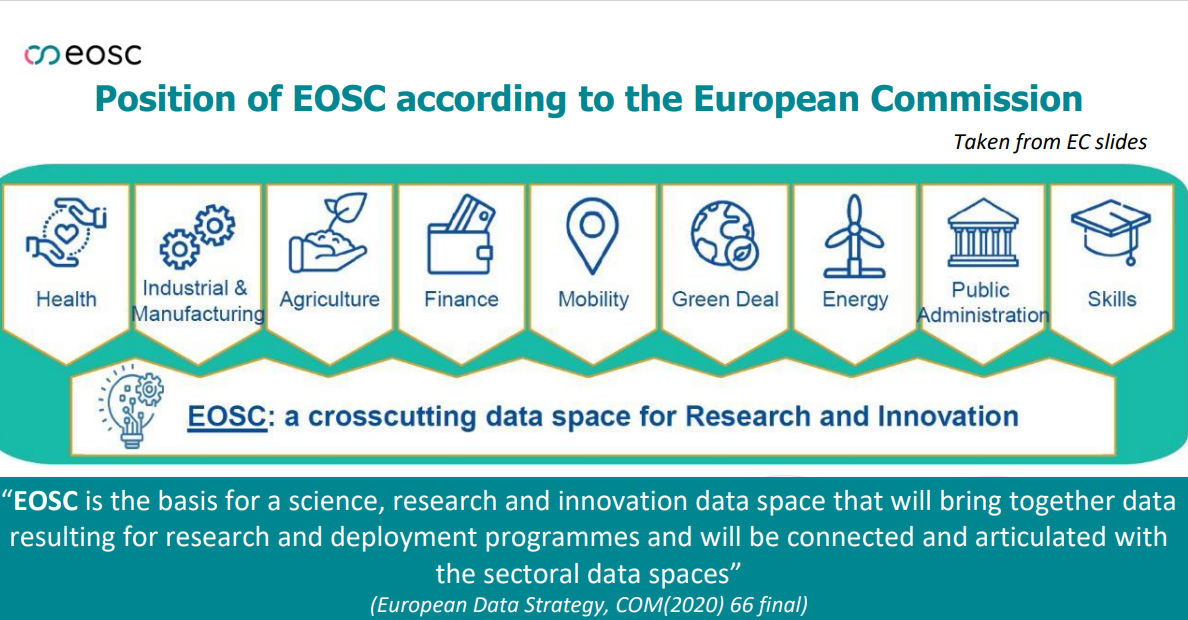 eosc
Position of EOSC according to the European Commission
Taken from EC slides
Health
Industrial &
Manufacturing
Agriculture
Finance
Mobility
Green Deal
Energy
Public
Administration
Skills
EOSC: a crosscutting data space for Research and Innovation
“EOSC is the basis for a science, research and innovation data space that will bring together data
resulting for research and deployment programmes and will be connected and articulated with
the sectoral data spaces”
(European Data Strategy, COM(2020) 66 final)